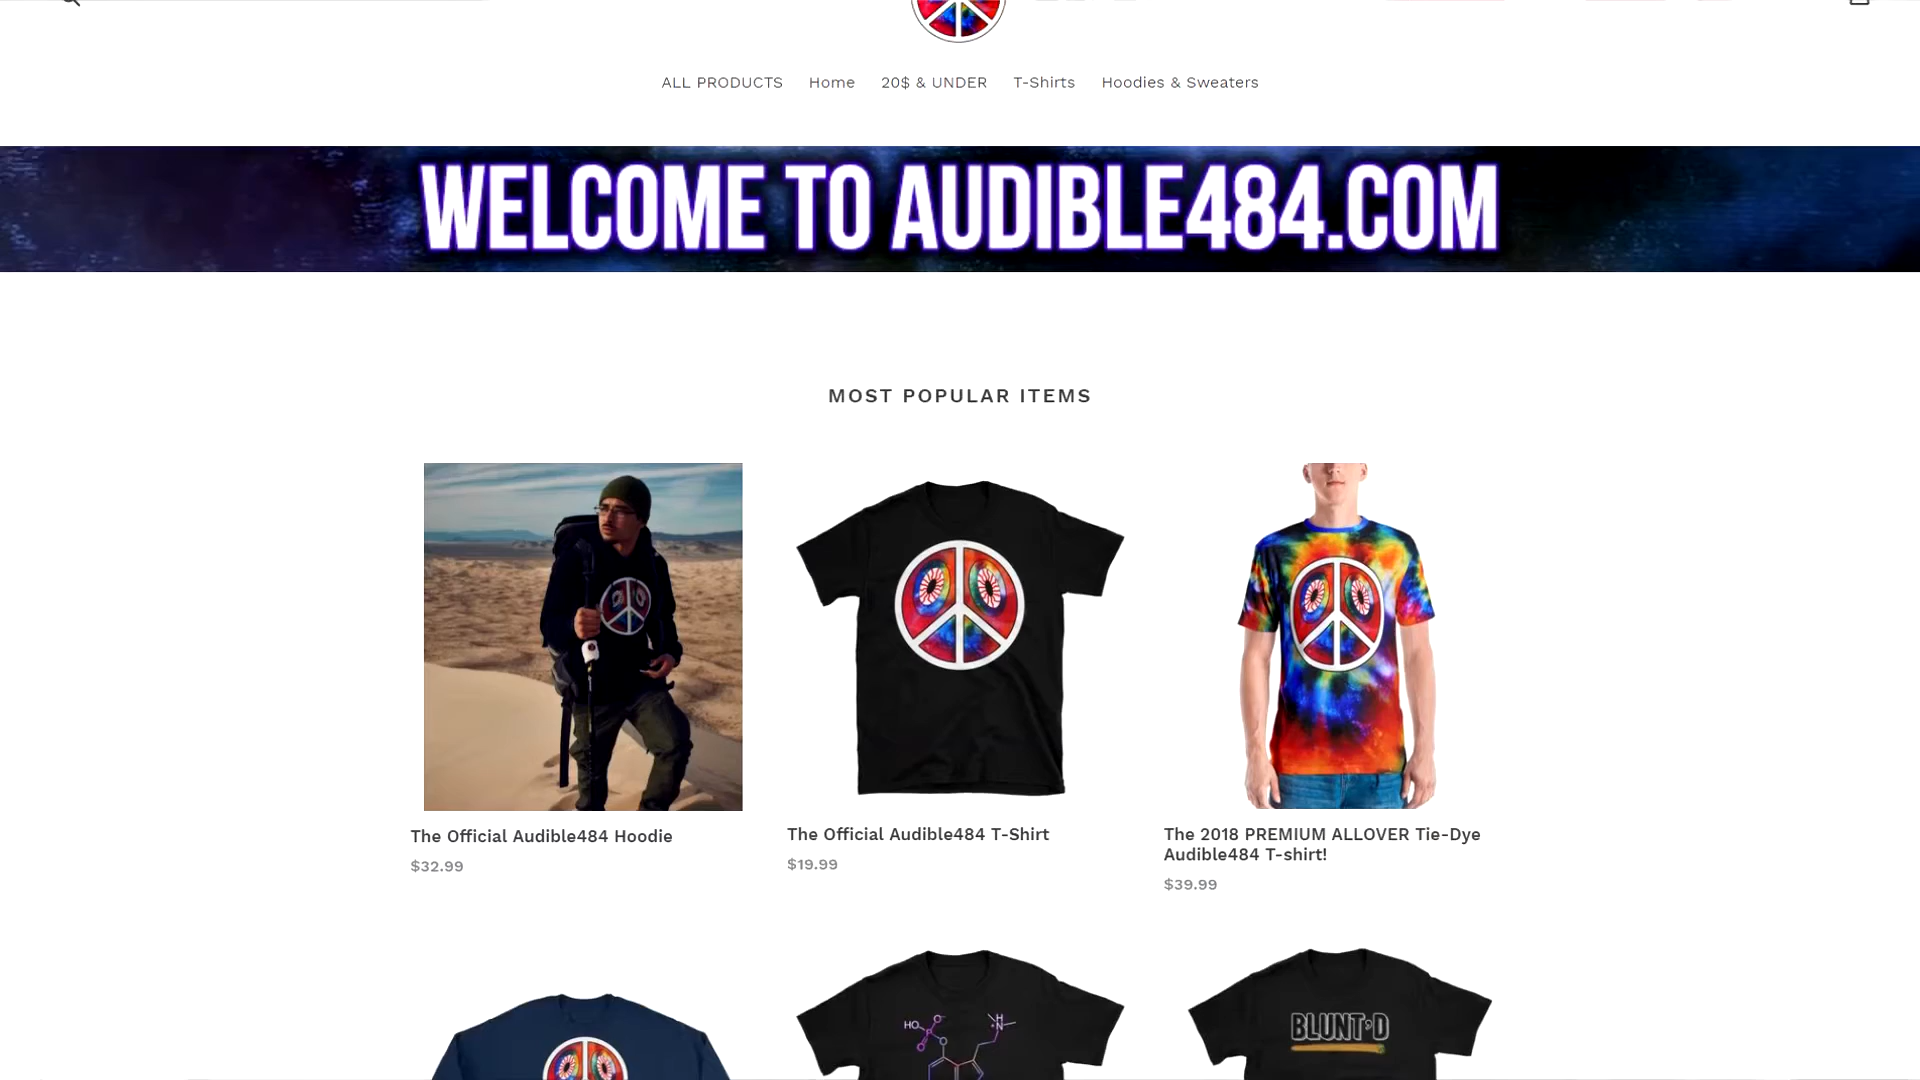 ALL PRODUCTS Home 20$ & UNDER T-Shirts Hoodies & Sweaters
WELCOME TO AUDIBLE484.COM
MOST POPULAR ITEMS
The Official Audible484 Hoodie
$32.99
The Official Audible484 T-Shirt
$19.99
The 2018 PREMIUM ALLOVER Tie-Dye
Audible484 T-shirt!
$39.99
HO P O⁻ O O H +N
BLUNT'D